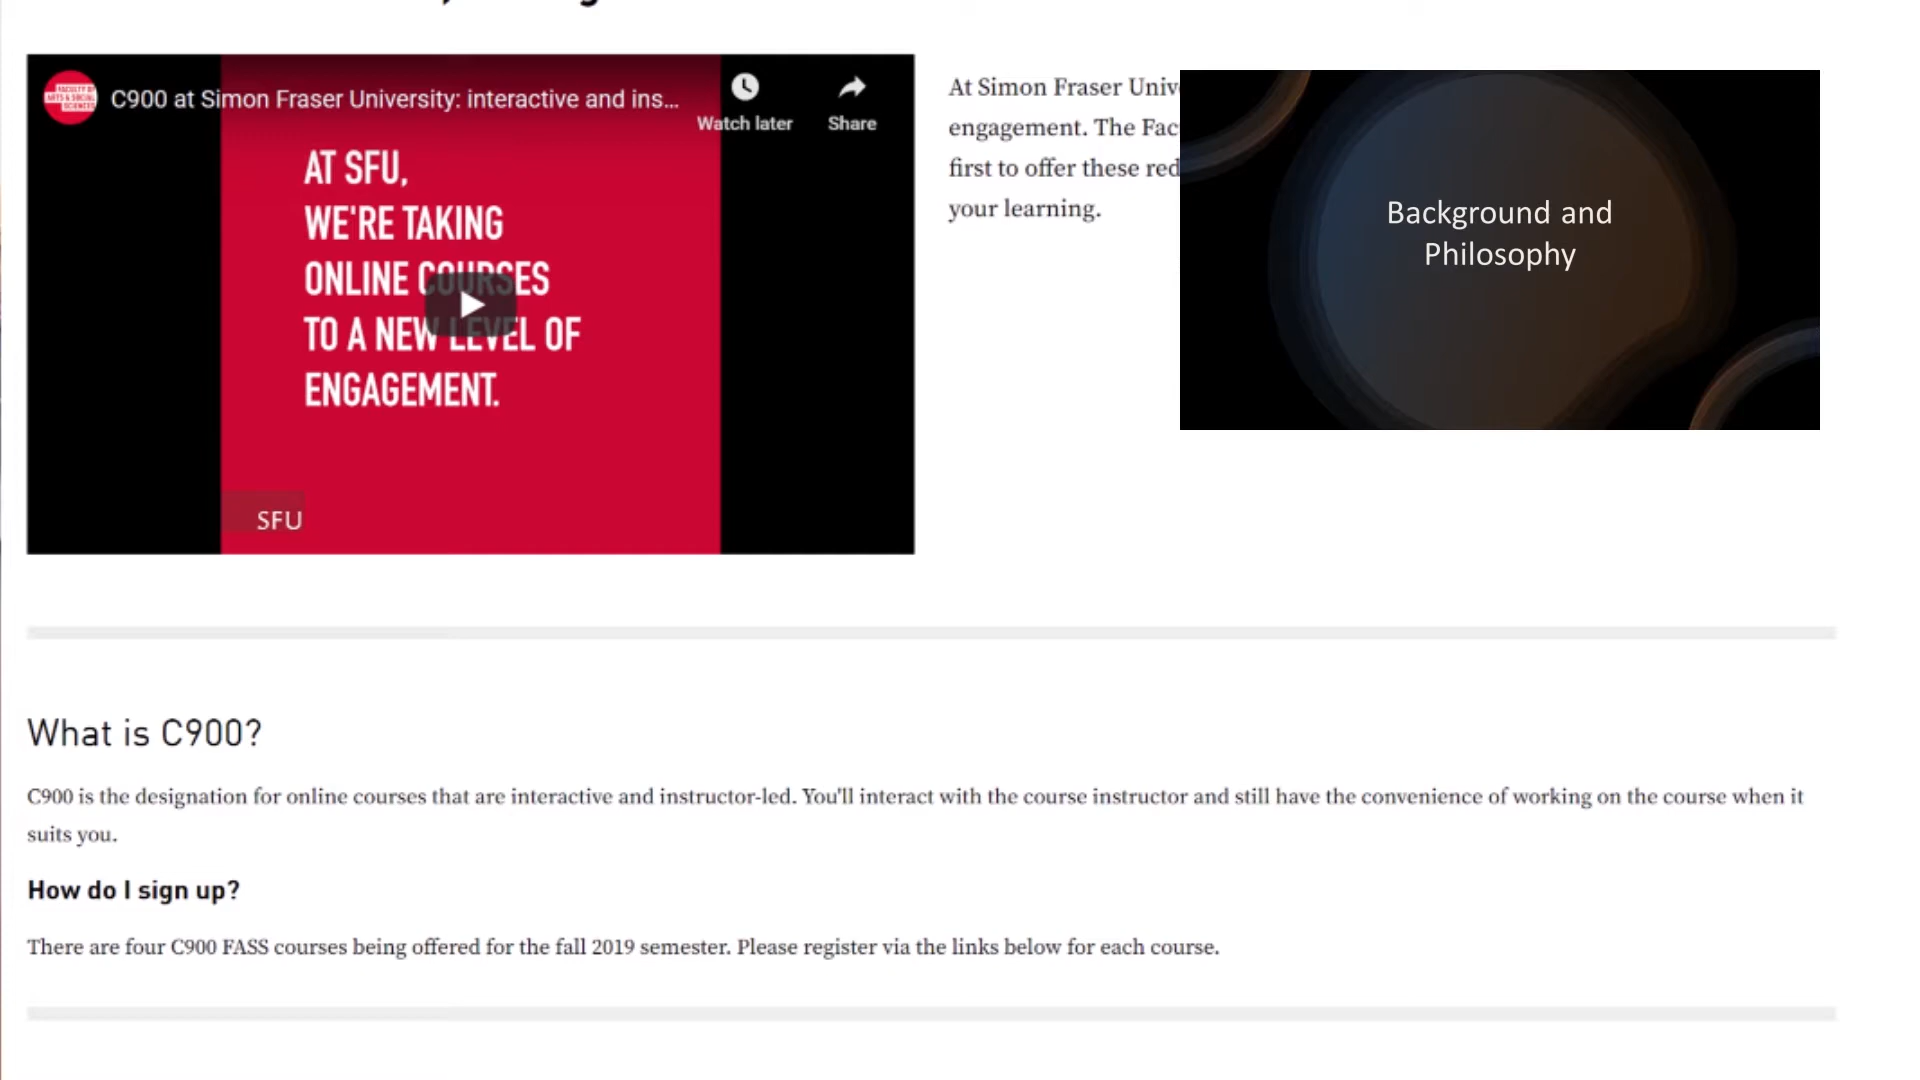 C900 at Simon Fraser University: interactive and ins...
Watch later
Share
FACULTY OF
ARTS & SOCIAL
SCIENCES
AT SFU,
WE'RE TAKING
ONLINE COURSES
TO A NEW LEVEL OF
ENGAGEMENT.
SFU
At Simon Fraser
engagement. The
first to offer these
your learning.
Background and
Philosophy
What is C900?
C900 is the designation for online courses that are interactive and instructor-led. You'll interact with the course instructor and still have the convenience of working on the course when it
suits you.
How do I sign up?
There are four C900 FASS courses being offered for the fall 2019 semester. Please register via the links below for each course.